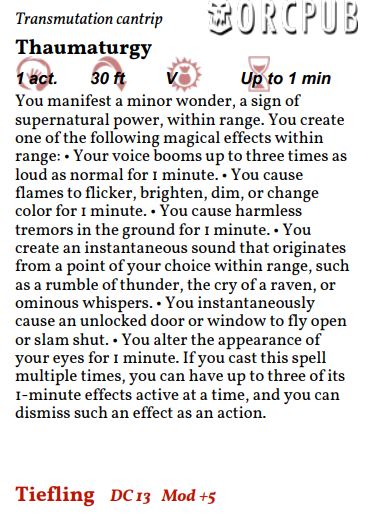 Transmutation cantrip
ORCPUB
Thaumaturgy
1 act. 30 ft V Up to 1 min
You manifest a minor wonder, a sign of
supernatural power, within range. You create
one of the following magical effects within
range: • Your voice booms up to three times as
loud as normal for 1 minute. • You cause
flames to flicker, brighten, dim, or change
color for 1 minute. • You cause harmless
tremors in the ground for 1 minute. • You
create an instantaneous sound that originates
from a point of your choice within range, such
as a rumble of thunder, the cry of a raven, or
ominous whispers. • You instantaneously
cause an unlocked door or window to fly open
or slam shut. • You alter the appearance of
your eyes for 1 minute. If you cast this spell
multiple times, you can have up to three of its
1-minute effects active at a time, and you can
dismiss such an effect as an action.
Tiefling DC 13 Mod +5